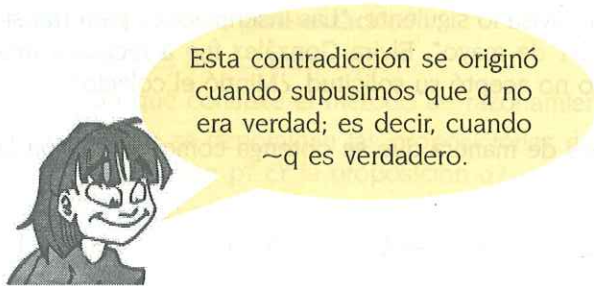 Esta contradicción se originó
cuando supusimos que q no
era verdad; es decir, cuando
~q es verdadero.